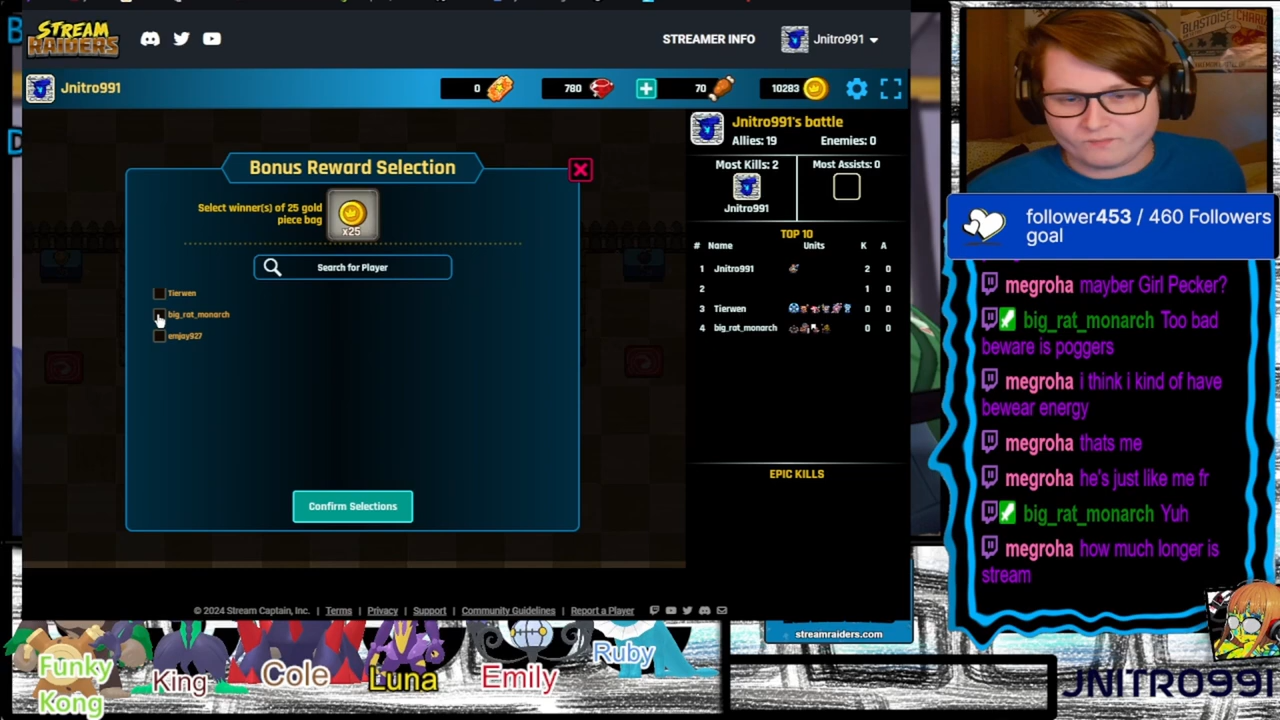 STREAM
RAIDERS
STREAMER INFO
Jnitro991
Jnitro991
0
780
70
10283
Bonus Reward Selection
Select winner(s) of 25 gold
piece bag
x25
Search for Player
Tierwen
big_rat_monarch
emjay927
Confirm Selections
Jnitro991's battle
Allies: 19
Enemies: 0
Most Kills: 2
Most Assists: 0
Jnitro991
TOP 10
# Name Units K A
1 Jnitro991 2 0
2 1 0
3 Tierwen 0 0
4 big_rat_monarch 0 0
EPIC KILLS
© 2024 Stream Captain, Inc. | Terms | Privacy | Support | Community Guidelines | Report a Player
streamraiders.com
BLASTOISE
follower453 / 460 Followers
goal
megroha mayber Girl Pecker?
big_rat_monarch Too bad
beware is poggers
megroha i think i kind of have
bewear energy
megroha thats me
megroha he's just like me fr
big_rat_monarch Yuh
megroha how much longer is
stream
Funky
Kong
King
Cole
Luna
Emily
Ruby
JNITRO991